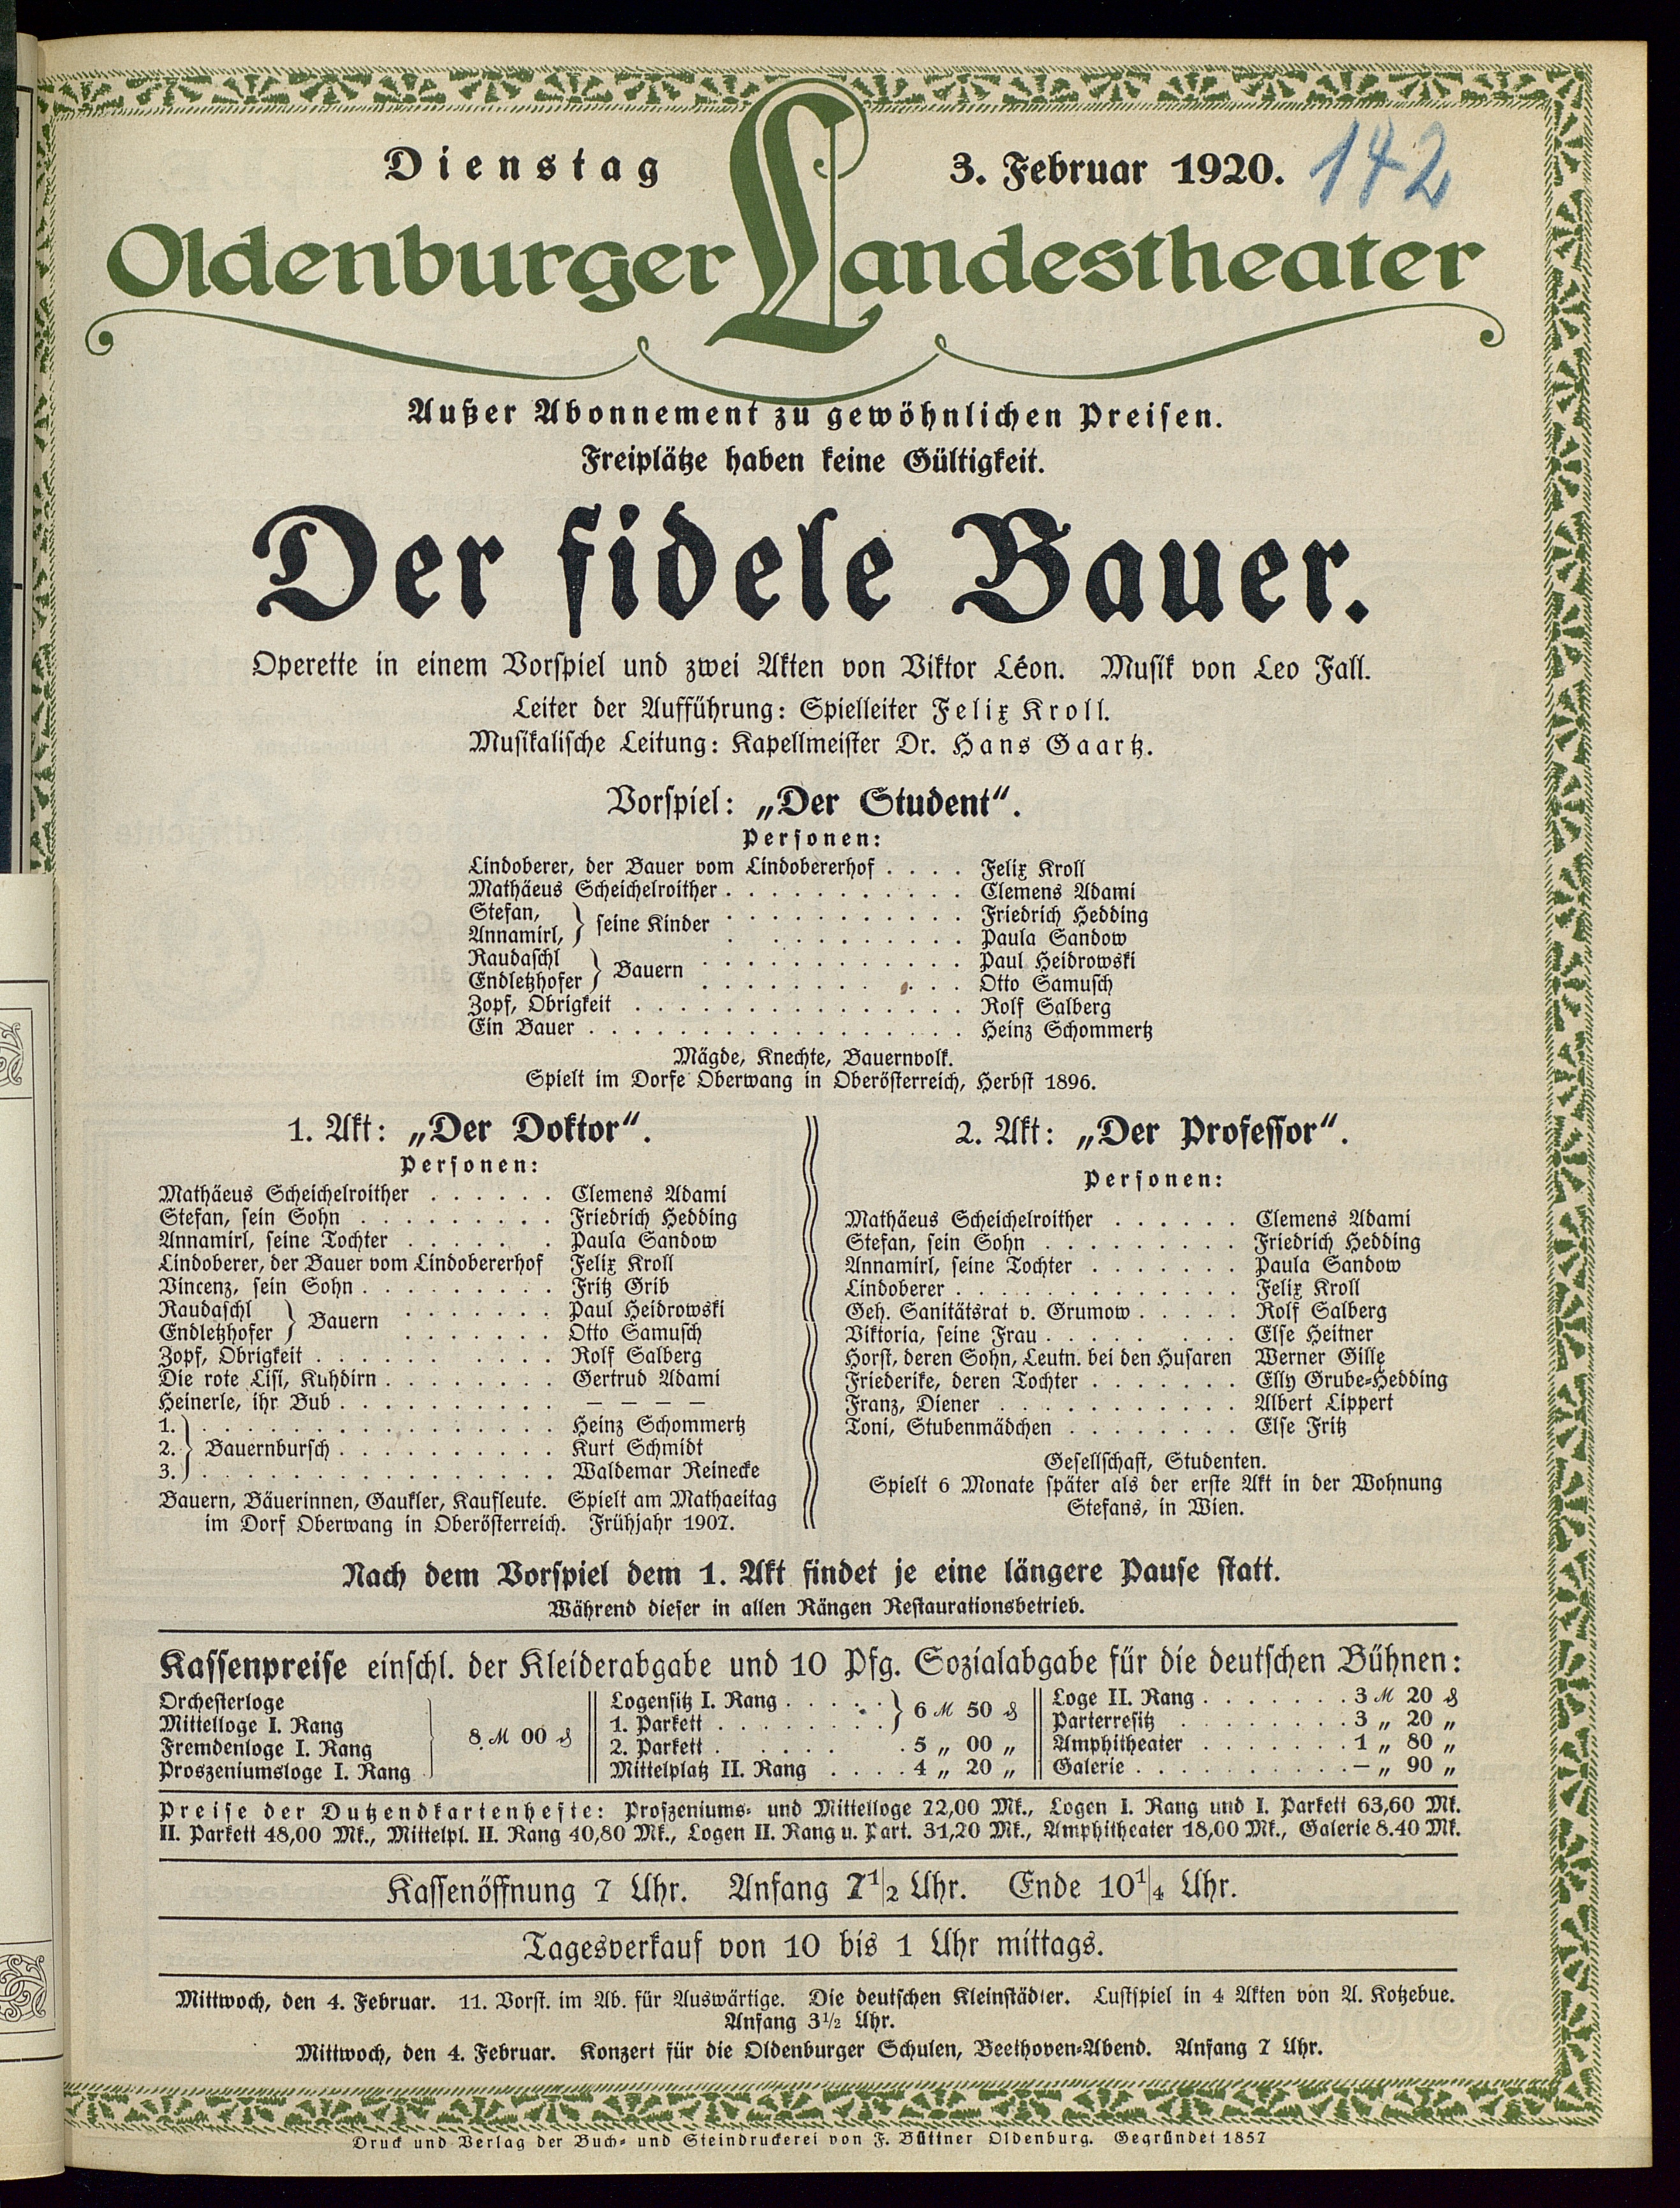 Dienstag 3. Februar 1920. 142
Oldenburger Landestheater
Außer Abonnement zu gewöhnlichen Preisen.
Freiplätze haben keine Gültigkeit.
Der fidele Bauer.
Operette in einem Vorspiel und zwei Akten von Viktor Léon. Musik von Leo Fall.
Leiter der Aufführung: Spielleiter Felix Kroll.
Musikalische Leitung: Kapellmeister Dr. Hans Gaartz.
Vorspiel: „Der Student".
Personen:
Lindoberer, der Bauer vom Lindobererhof . . . . Felix Kroll
Mathäeus Scheichelroither . . . . . . . . . . . Clemens Adami
Stefan, } seine Kinder . . . . . . . . . . . Friedrich Hedding
Annamirl, } . . . . . . . . . . Paula Sandow
Raudaschl } Bauern . . . . . . . . . . . . Paul Heidrowski
Endletzhofer } . . . . . . . . . . . Otto Samusch
Zopf, Obrigkeit . . . . . . . . . . . . . . . Rolf Salberg
Ein Bauer . . . . . . . . . . . . . . . . . Heinz Schommertz
Mägde, Knechte, Bauernvolk.
Spielt im Dorfe Oberwang in Oberösterreich, Herbst 1896.
1. Akt: „Der Doktor".
Personen:
Mathäeus Scheichelroither . . . . . . Clemens Adami
Stefan, sein Sohn . . . . . . . . . Friedrich Hedding
Annamirl, seine Tochter . . . . . . . Paula Sandow
Lindoberer, der Bauer vom Lindobererhof Felix Kroll
Vincenz, sein Sohn . . . . . . . . . Fritz Grib
Raudaschl } Bauern . . . . . . . Paul Heidrowski
Endletzhofer } . . . . . . . Otto Samusch
Zopf, Obrigkeit . . . . . . . . . . . Rolf Salberg
Die rote Lisi, Kuhdirn . . . . . . . . Gertrud Adami
Heinerle, ihr Bub . . . . . . . . . . — — — —
1. } . . . . . . . . . . . . . . . Heinz Schommertz
2. } Bauernbursch . . . . . . . . . . Kurt Schmidt
3. } . . . . . . . . . . . . . . . Waldemar Reinecke
Bauern, Bäuerinnen, Gaukler, Kaufleute. Spielt am Mathaeitag
im Dorf Oberwang in Oberösterreich. Frühjahr 1907.
2. Akt: „Der Professor".
Personen:
Mathäeus Scheichelroither . . . . . . Clemens Adami
Stefan, sein Sohn . . . . . . . . . Friedrich Hedding
Annamirl, seine Tochter . . . . . . . Paula Sandow
Lindoberer . . . . . . . . . . . . . Felix Kroll
Geh. Sanitätsrat v. Grumow . . . . . Rolf Salberg
Viktoria, seine Frau . . . . . . . . . Else Heitner
Horst, deren Sohn, Leutn. bei den Husaren Werner Gille
Friederike, deren Tochter . . . . . . . Elly Grube-Hedding
Franz, Diener . . . . . . . . . . . Albert Lippert
Toni, Stubenmädchen . . . . . . . . Else Fritz
Gesellschaft, Studenten.
Spielt 6 Monate später als der erste Akt in der Wohnung
Stefans, in Wien.
Nach dem Vorspiel dem 1. Akt findet je eine längere Pause statt.
Während dieser in allen Rängen Restaurationsbetrieb.
Kassenpreise einschl. der Kleiderabgabe und 10 Pfg. Sozialabgabe für die deutschen Bühnen:
Orchesterloge
Mittelloge I. Rang
Fremdenloge I. Rang
Proszeniumsloge I. Rang
8 ℳ 00 ₰
Logensitz I. Rang . . . . . } 6 ℳ 50 ₰
1. Parkett . . . . . . . . }
2. Parkett . . . . . . 5 „ 00 „
Mittelplatz II. Rang . . . . 4 „ 20 „
Loge II. Rang . . . . . . . 3 ℳ 20 ₰
Parterresitz . . . . . . . . 3 „ 20 „
Amphitheater . . . . . . . 1 „ 80 „
Galerie . . . . . . . . . . — „ 90 „
Preise der Dutzendkartenhefte: Proszeniums- und Mittelloge 72,00 Mk., Logen I. Rang und I. Parkett 63,60 Mk.
II. Parkett 48,00 Mk., Mittelpl. II. Rang 40,80 Mk., Logen II. Rang u. Part. 31,20 Mk., Amphitheater 18,00 Mk., Galerie 8.40 Mk.
Kassenöffnung 7 Uhr. Anfang 7 1/2 Uhr. Ende 10 1/4 Uhr.
Tagesverkauf von 10 bis 1 Uhr mittags.
Mittwoch, den 4. Februar. 11. Vorst. im Ab. für Auswärtige. Die deutschen Kleinstädter. Lustspiel in 4 Akten von A. Kotzebue.
Anfang 3 1/2 Uhr.
Mittwoch, den 4. Februar. Konzert für die Oldenburger Schulen, Beethoven-Abend. Anfang 7 Uhr.
Druck und Verlag der Buch- und Steindruckerei von F. Büttner Oldenburg. Gegründet 1857